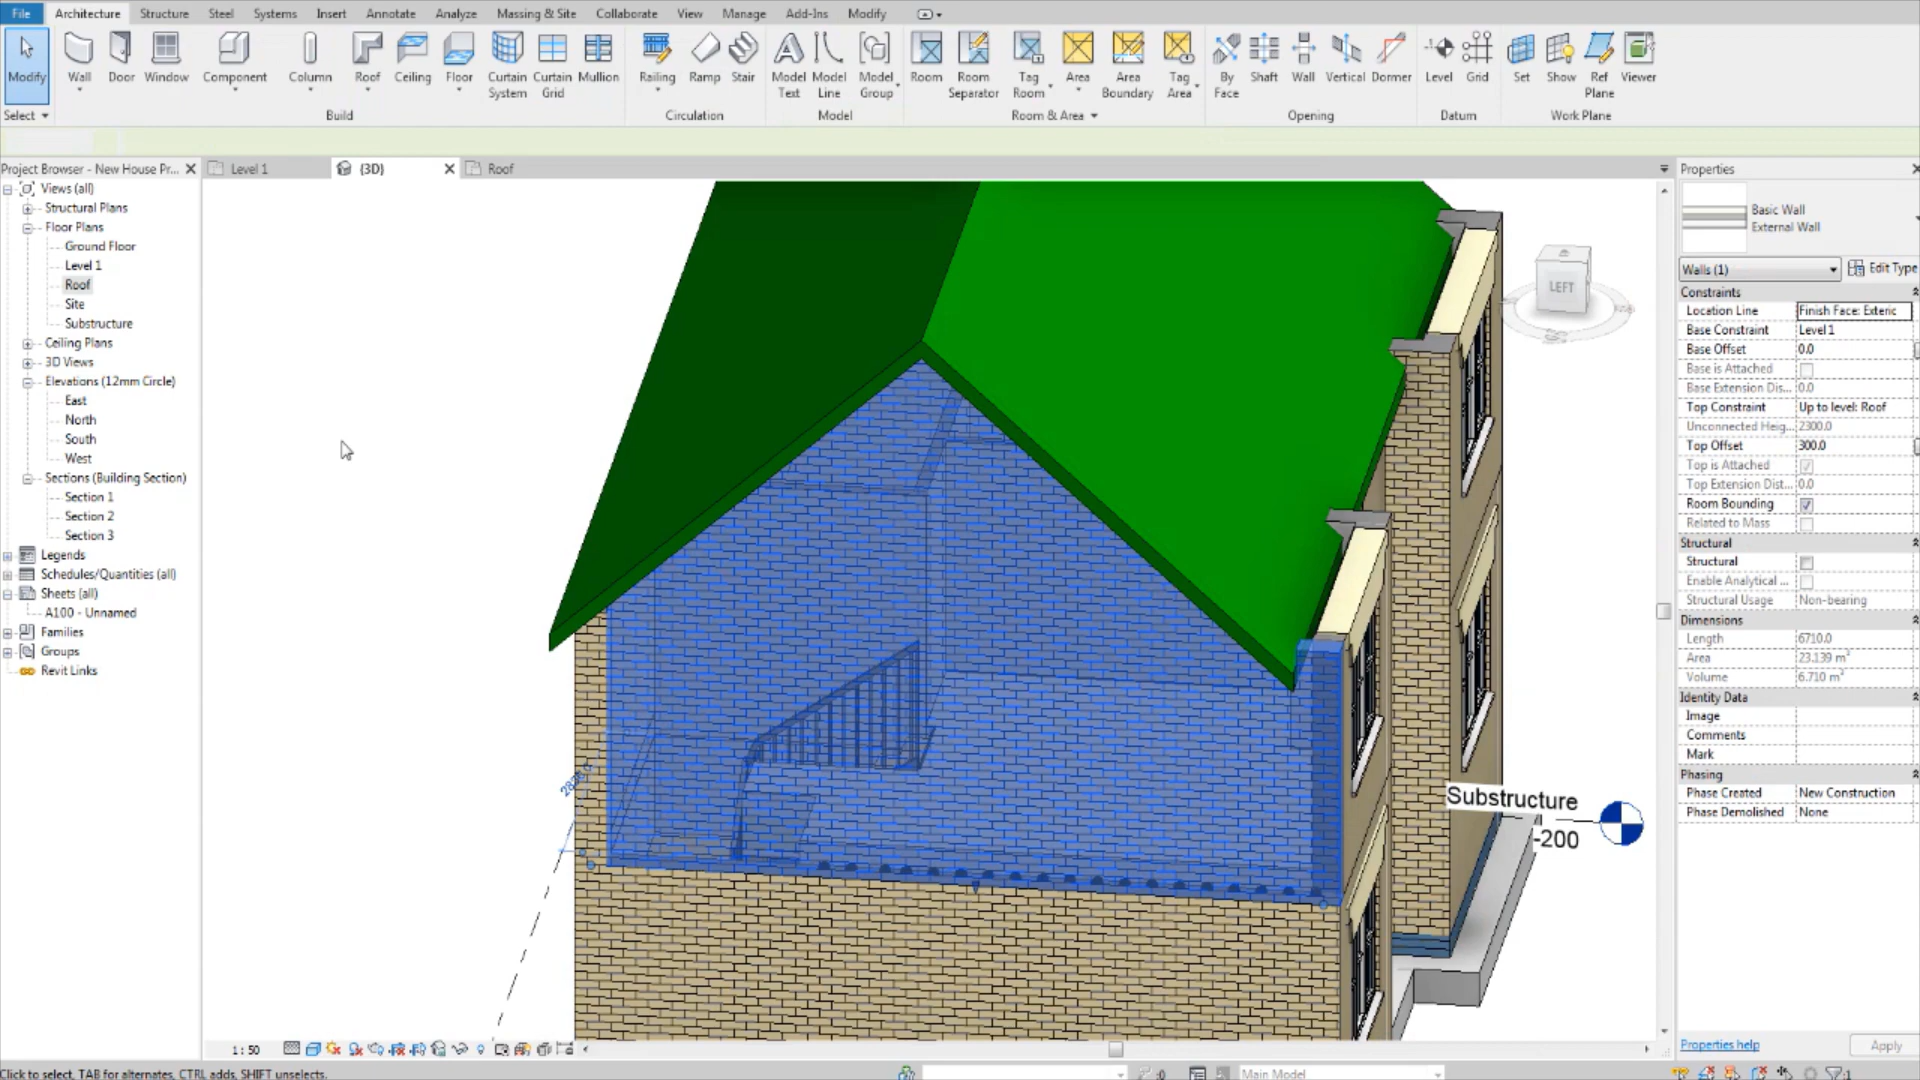 File Architecture Structure Steel Systems Insert Annotate Analyze Massing & Site Collaborate View Manage Add-Ins Modify
Modify Wall Door Window Component Column Roof Ceiling Floor Curtain System Curtain Grid Mullion Railing Ramp Stair Model Text Model Line Model Group Room Room Separator Tag Room Area Area Boundary Tag Area By Face Shaft Wall Vertical Dormer Level Grid Set Show Ref Plane Viewer
Select Build Circulation Model Room & Area Opening Datum Work Plane
Project Browser - New House Pr...
Level 1
{3D}
Roof
Views (all)
Structural Plans
Floor Plans
Ground Floor
Level 1
Roof
Site
Substructure
Ceiling Plans
3D Views
Elevations (12mm Circle)
East
North
South
West
Sections (Building Section)
Section 1
Section 2
Section 3
Legends
Schedules/Quantities (all)
Sheets (all)
A100 - Unnamed
Families
Groups
Revit Links
LEFT
Substructure
-200
Properties
Basic Wall
External Wall
Walls (1) Edit Type
Constraints
Location Line Finish Face: Exteric
Base Constraint Level 1
Base Offset 0.0
Base is Attached
Base Extension Dis... 0.0
Top Constraint Up to level: Roof
Unconnected Heig... 2300.0
Top Offset 300.0
Top is Attached
Top Extension Dist... 0.0
Room Bounding
Related to Mass
Structural
Structural
Enable Analytical ...
Structural Usage Non-bearing
Dimensions
Length 6710.0
Area 23.139 m²
Volume 6.710 m³
Identity Data
Image
Comments
Mark
Phasing
Phase Created New Construction
Phase Demolished None
Properties help Apply
1 : 50
Click to select, TAB for alternates, CTRL adds, SHIFT unselects.
:0
Main Model
:1